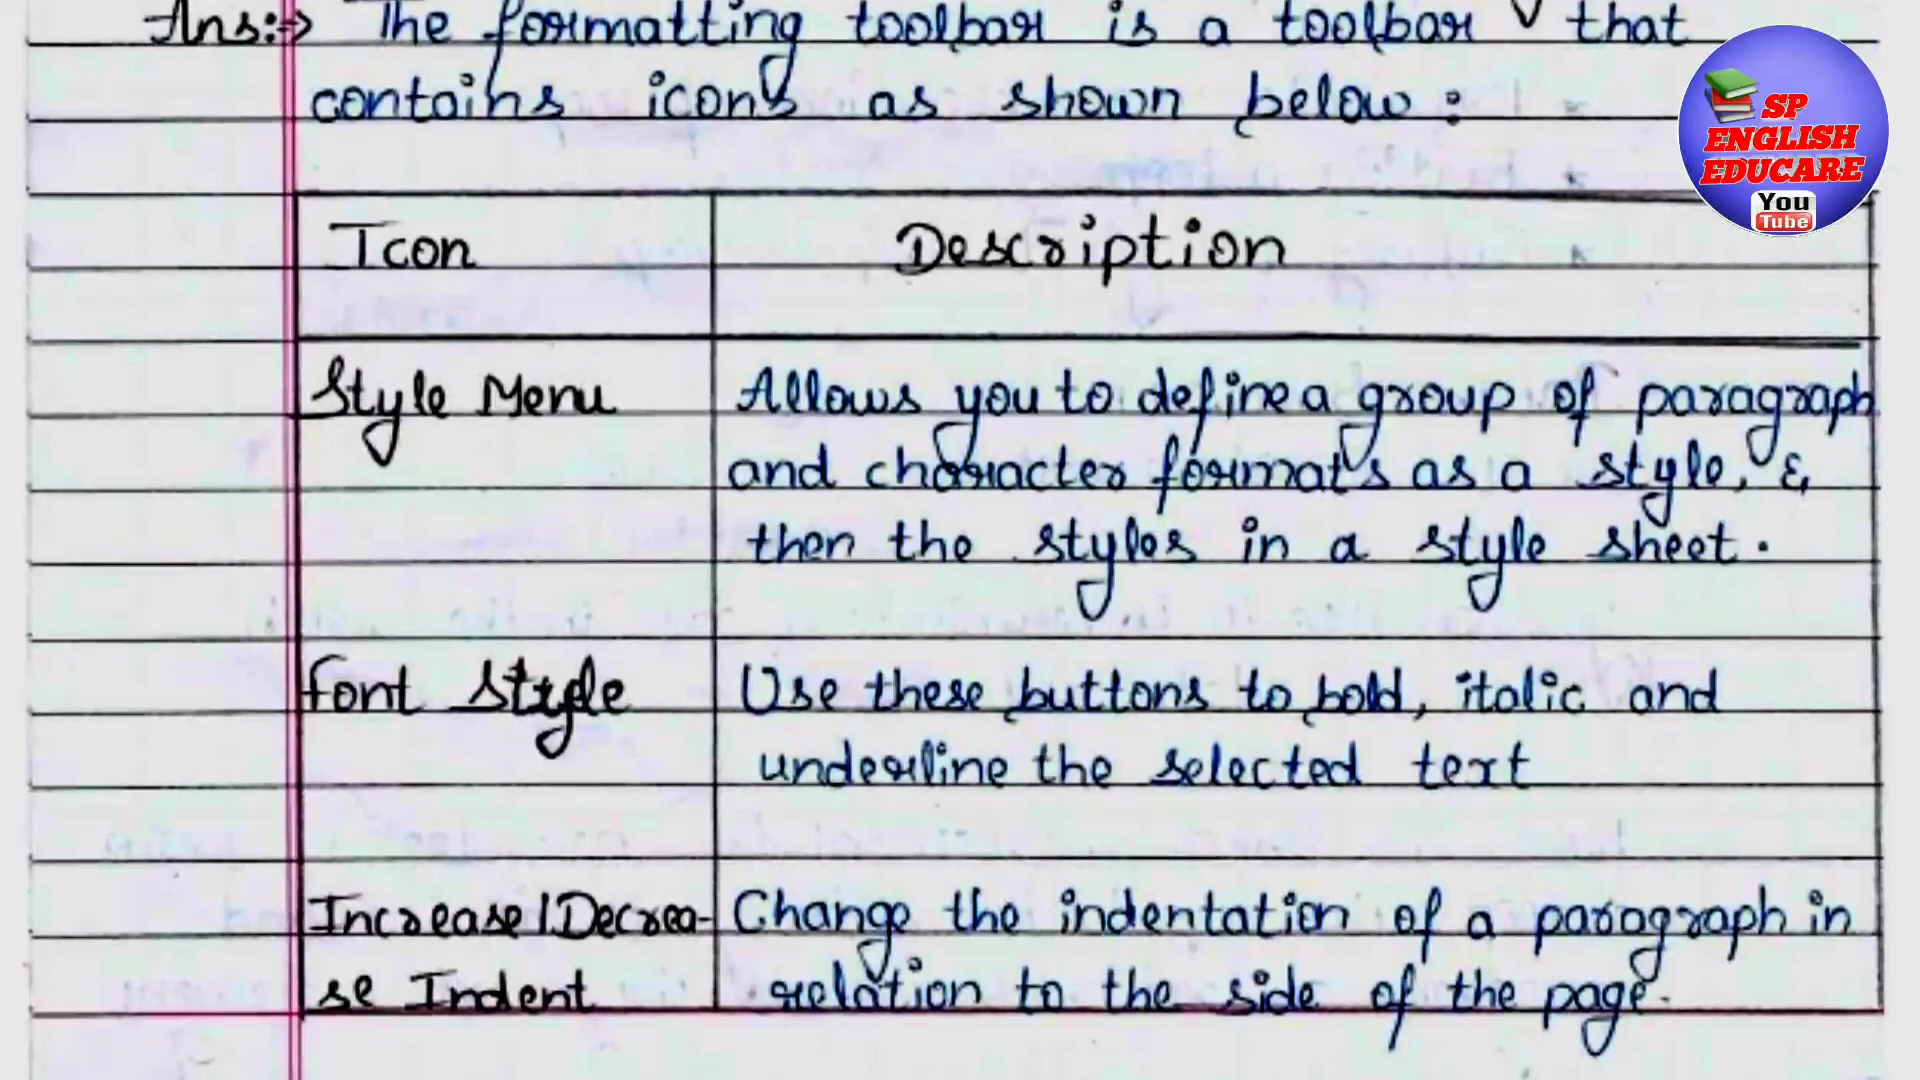 Ans:-> The formatting toolbar is a toolbar that
contains icons as shown below :
SP
ENGLISH
EDUCARE
You
Tube
Icon Description
Style Menu Allows you to define a group of paragraph
and character formats as a style, &
then the styles in a style sheet.
font Style Use these buttons to bold, italic and
underline the selected text
Increase/Decrea- Change the indentation of a paragraph in
se Indent relation to the side of the page.